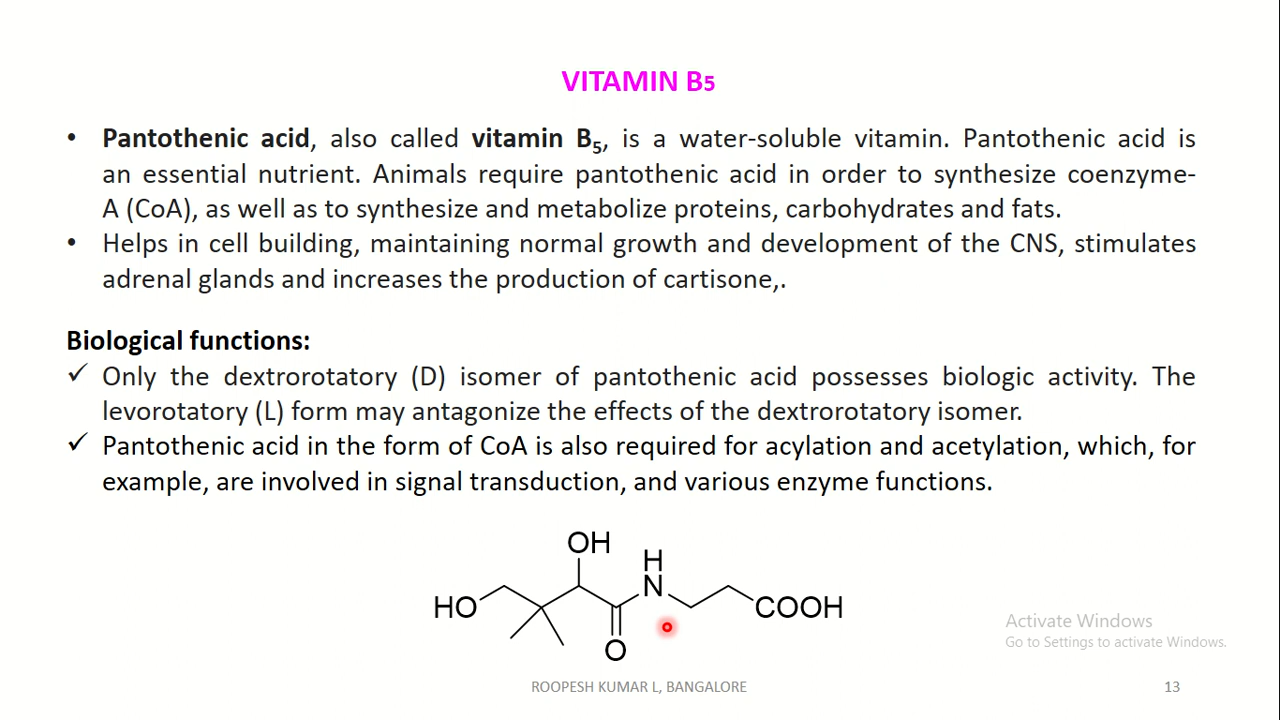 VITAMIN B5
• Pantothenic acid, also called vitamin B5, is a water-soluble vitamin. Pantothenic acid is
an essential nutrient. Animals require pantothenic acid in order to synthesize coenzyme-
A (CoA), as well as to synthesize and metabolize proteins, carbohydrates and fats.
• Helps in cell building, maintaining normal growth and development of the CNS, stimulates
adrenal glands and increases the production of cartisone,.
Biological functions:
✓ Only the dextrorotatory (D) isomer of pantothenic acid possesses biologic activity. The
levorotatory (L) form may antagonize the effects of the dextrorotatory isomer.
✓ Pantothenic acid in the form of CoA is also required for acylation and acetylation, which, for
example, are involved in signal transduction, and various enzyme functions.
OH
H
N
HO
COOH
O
Activate Windows
Go to Settings to activate Windows.
ROOPESH KUMAR L, BANGALORE
13